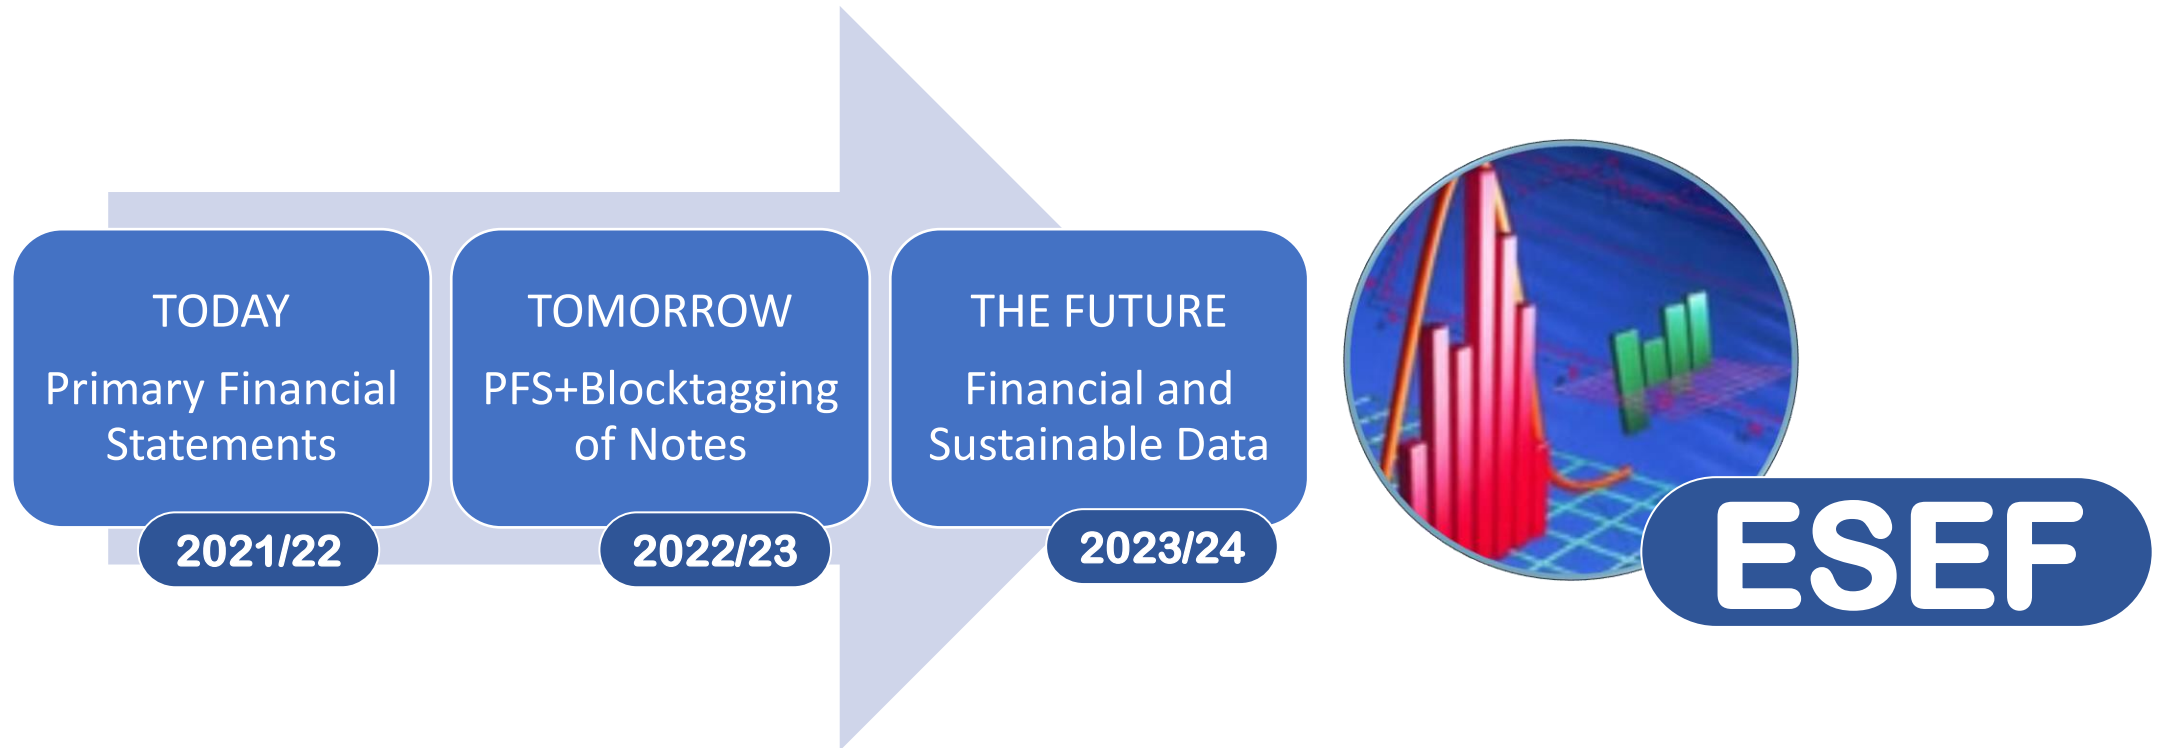 TODAY
Primary Financial
Statements
2021/22
TOMORROW
PFS+Blocktagging
of Notes
2022/23
THE FUTURE
Financial and
Sustainable Data
2023/24
ESEF